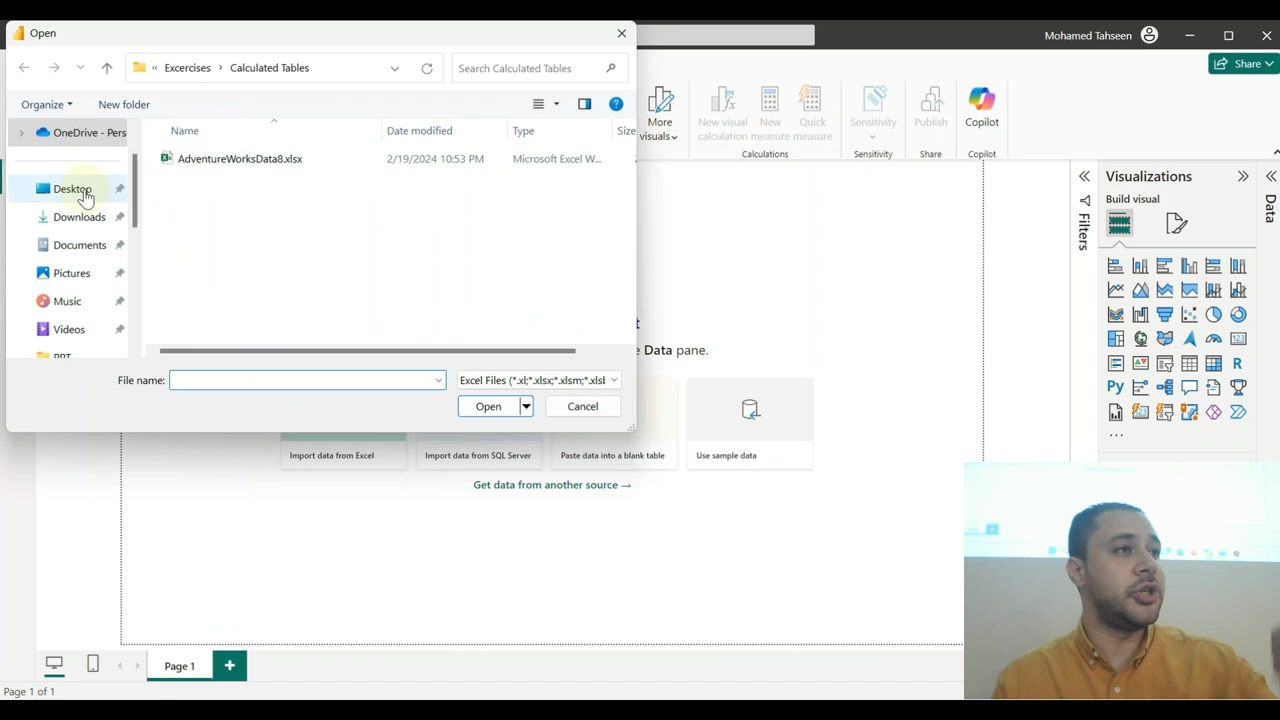 Open
Mohamed Tahseen
Excercises > Calculated Tables
Search Calculated Tables
Share
Organize
New folder
OneDrive - Pers
Name
Date modified
Type
Size
AdventureWorksData8.xlsx
2/19/2024 10:53 PM
Microsoft Excel W...
Desktop
Downloads
Documents
Pictures
Music
Videos
File name:
Excel Files (*.xl;*.xlsx;*.xlsm;*.xlsl
Open
Cancel
More visuals
New visual calculation
New measure
Quick measure
Calculations
Sensitivity
Sensitivity
Publish
Share
Copilot
Copilot
Filters
Visualizations
Build visual
Data
R
Py
123
...
e Data pane.
Import data from Excel
Import data from SQL Server
Paste data into a blank table
Use sample data
Get data from another source →
Page 1
+
Page 1 of 1